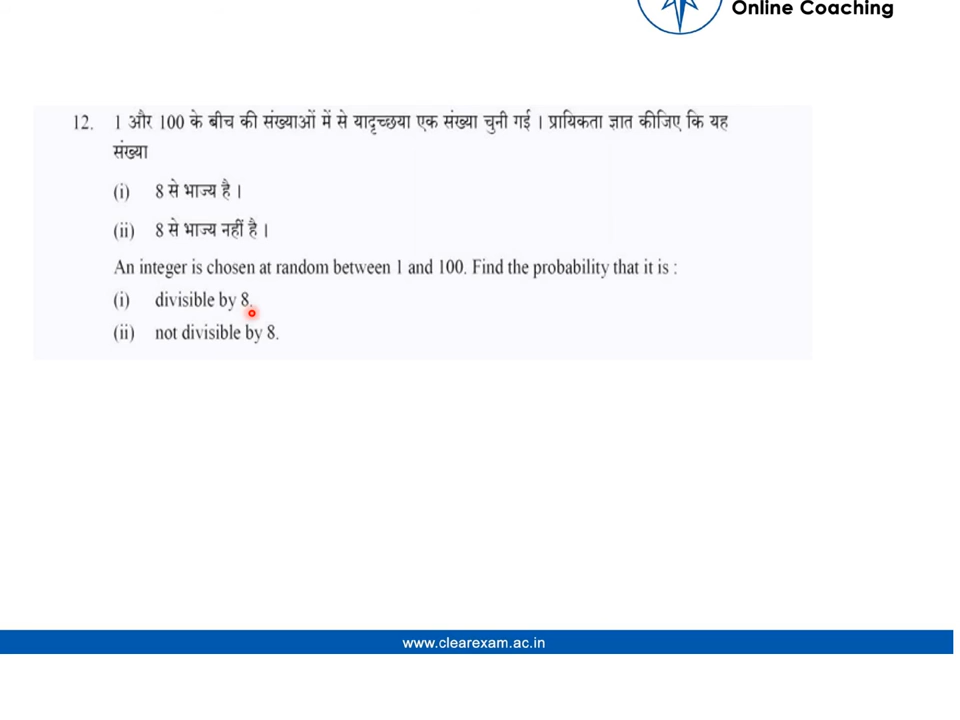 Online Coaching
12. 1 और 100 के बीच की संख्याओं में से यादृच्छया एक संख्या चुनी गई । प्रायिकता ज्ञात कीजिए कि यह
संख्या
(i) 8 से भाज्य है ।
(ii) 8 से भाज्य नहीं है ।
An integer is chosen at random between 1 and 100. Find the probability that it is :
(i) divisible by 8.
(ii) not divisible by 8.
www.clearexam.ac.in